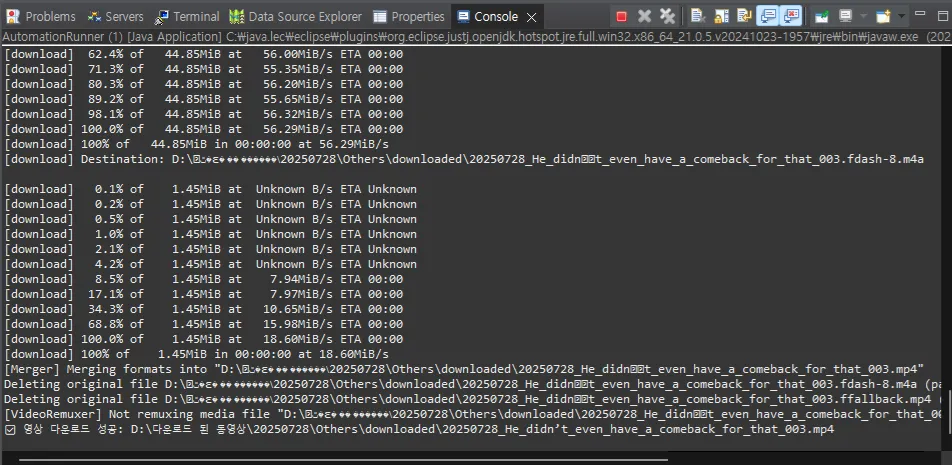 Problems Servers Terminal Data Source Explorer Properties Console
AutomationRunner (1) [Java Application] C:₩java.lec₩eclipse₩plugins₩org.eclipse.justj.openjdk.hotspot.jre.full.win32.x86_64_21.0.5.v20241023-1957₩jre₩bin₩javaw.exe (202
[download] 62.4% of 44.85MiB at 56.00MiB/s ETA 00:00
[download] 71.3% of 44.85MiB at 55.35MiB/s ETA 00:00
[download] 80.3% of 44.85MiB at 56.20MiB/s ETA 00:00
[download] 89.2% of 44.85MiB at 55.65MiB/s ETA 00:00
[download] 98.1% of 44.85MiB at 56.32MiB/s ETA 00:00
[download] 100.0% of 44.85MiB at 56.29MiB/s ETA 00:00
[download] 100% of 44.85MiB in 00:00:00 at 56.29MiB/s
[download] Destination: D:\ \20250728\Others\downloaded\20250728_He_didn t_even_have_a_comeback_for_that_003.fdash-8.m4a
[download] 0.1% of 1.45MiB at Unknown B/s ETA Unknown
[download] 0.2% of 1.45MiB at Unknown B/s ETA Unknown
[download] 0.5% of 1.45MiB at Unknown B/s ETA Unknown
[download] 1.0% of 1.45MiB at Unknown B/s ETA Unknown
[download] 2.1% of 1.45MiB at Unknown B/s ETA Unknown
[download] 4.2% of 1.45MiB at Unknown B/s ETA Unknown
[download] 8.5% of 1.45MiB at 7.94MiB/s ETA 00:00
[download] 17.1% of 1.45MiB at 7.97MiB/s ETA 00:00
[download] 34.3% of 1.45MiB at 10.65MiB/s ETA 00:00
[download] 68.8% of 1.45MiB at 15.98MiB/s ETA 00:00
[download] 100.0% of 1.45MiB at 18.60MiB/s ETA 00:00
[download] 100% of 1.45MiB in 00:00:00 at 18.60MiB/s
[Merger] Merging formats into "D:\ \20250728\Others\downloaded\20250728_He_didn t_even_have_a_comeback_for_that_003.mp4"
Deleting original file D:\ \20250728\Others\downloaded\20250728_He_didn t_even_have_a_comeback_for_that_003.fdash-8.m4a (pa
Deleting original file D:\ \20250728\Others\downloaded\20250728_He_didn t_even_have_a_comeback_for_that_003.ffallback.mp4 (
[VideoRemuxer] Not remuxing media file "D:\ \20250728\Others\downloaded\20250728_He_didn t_even_have_a_comeback_for_that_00
☑ 영상 다운로드 성공: D:\다운로드 된 동영상\20250728\Others\downloaded\20250728_He_didn’t_even_have_a_comeback_for_that_003.mp4